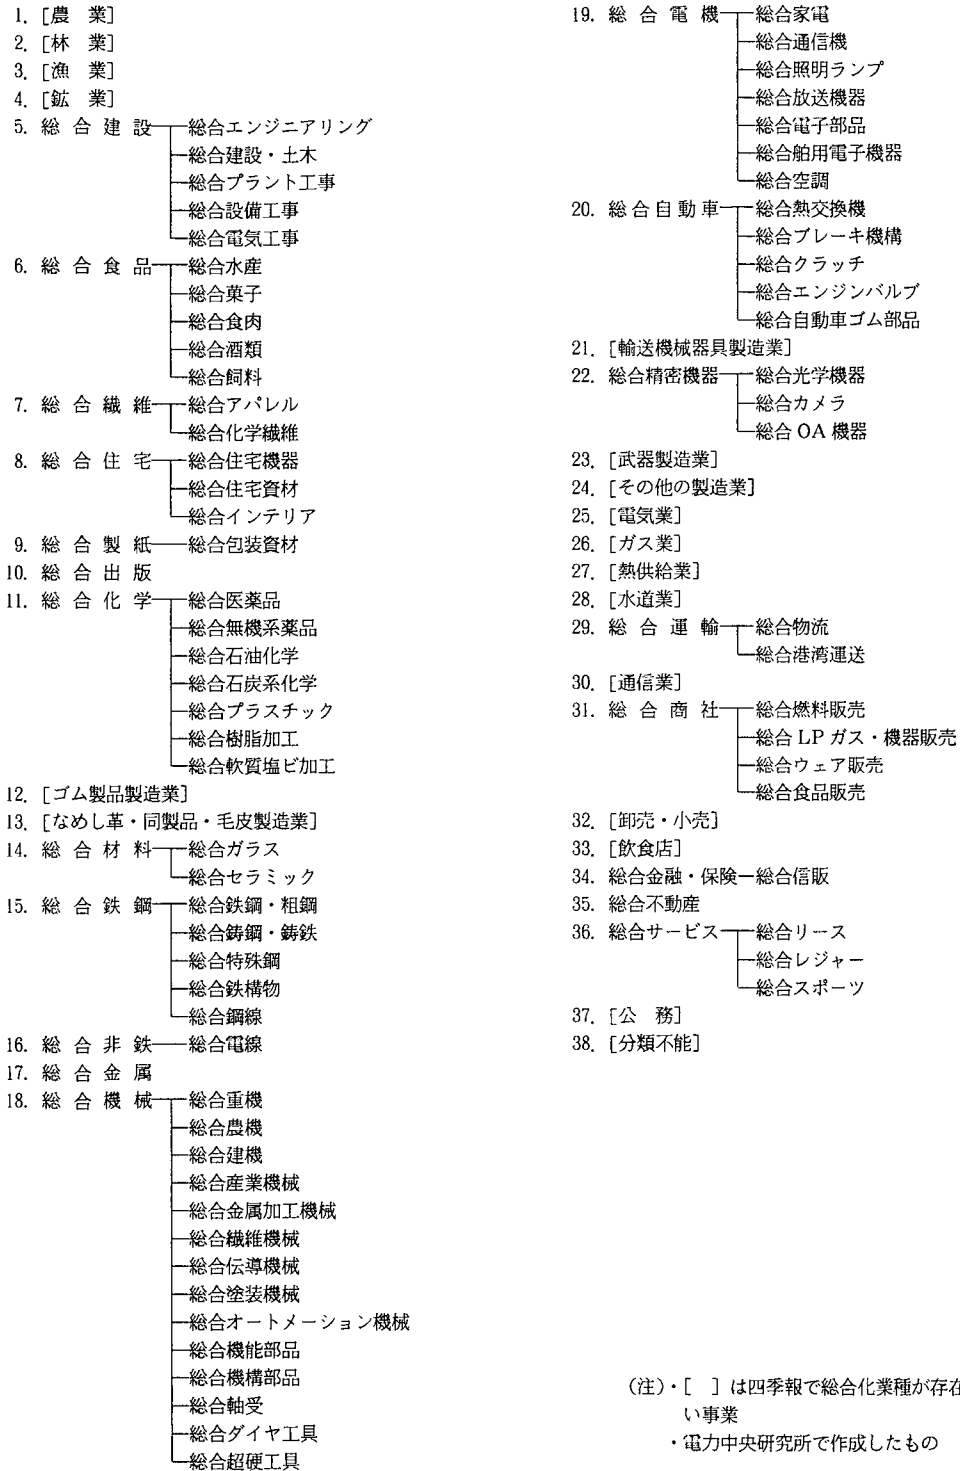 1. [農　業]
2. [林　業]
3. [漁　業]
4. [鉱　業]
5. 総合建設 総合エンジニアリング
総合建設・土木
総合プラント工事
総合設備工事
総合電気工事
6. 総合食品 総合水産
総合菓子
総合食肉
総合酒類
総合飼料
7. 総合繊維 総合アパレル
総合化学繊維
8. 総合住宅 総合住宅機器
総合住宅資材
総合インテリア
9. 総合製紙 総合包装資材
10. 総合出版
11. 総合化学 総合医薬品
総合無機系薬品
総合石油化学
総合石炭系化学
総合プラスチック
総合樹脂加工
総合軟質塩ビ加工
12. [ゴム製品製造業]
13. [なめし革・同製品・毛皮製造業]
14. 総合材料 総合ガラス
総合セラミック
15. 総合鉄鋼 総合鉄鋼・粗鋼
総合鋳鋼・鋳鉄
総合特殊鋼
総合鉄構物
総合鋼線
16. 総合非鉄 総合電線
17. 総合金属
18. 総合機械 総合重機
総合農機
総合建機
総合産業機械
総合金属加工機械
総合繊維機械
総合伝導機械
総合塗装機械
総合オートメーション機械
総合機能部品
総合機構部品
総合軸受
総合ダイヤ工具
総合超硬工具
19. 総合電機 総合家電
総合通信機
総合照明ランプ
総合放送機器
総合電子部品
総合舶用電子機器
総合空調
20. 総合自動車 総合熱交換機
総合ブレーキ機構
総合クラッチ
総合エンジンバルブ
総合自動車ゴム部品
21. [輸送機械器具製造業]
22. 総合精密機器 総合光学機器
総合カメラ
総合OA機器
23. [武器製造業]
24. [その他の製造業]
25. [電気業]
26. [ガス業]
27. [熱供給業]
28. [水道業]
29. 総合運輸 総合物流
総合港湾運送
30. [通信業]
31. 総合商社 総合燃料販売
総合LPガス・機器販売
総合ウェア販売
総合食品販売
32. [卸売・小売]
33. [飲食店]
34. 総合金融・保険 総合信販
35. 総合不動産
36. 総合サービス 総合リース
総合レジャー
総合スポーツ
37. [公　務]
38. [分類不能]
(注)・[　]は四季報で総合化業種が存在
い事業
・電力中央研究所で作成したもの